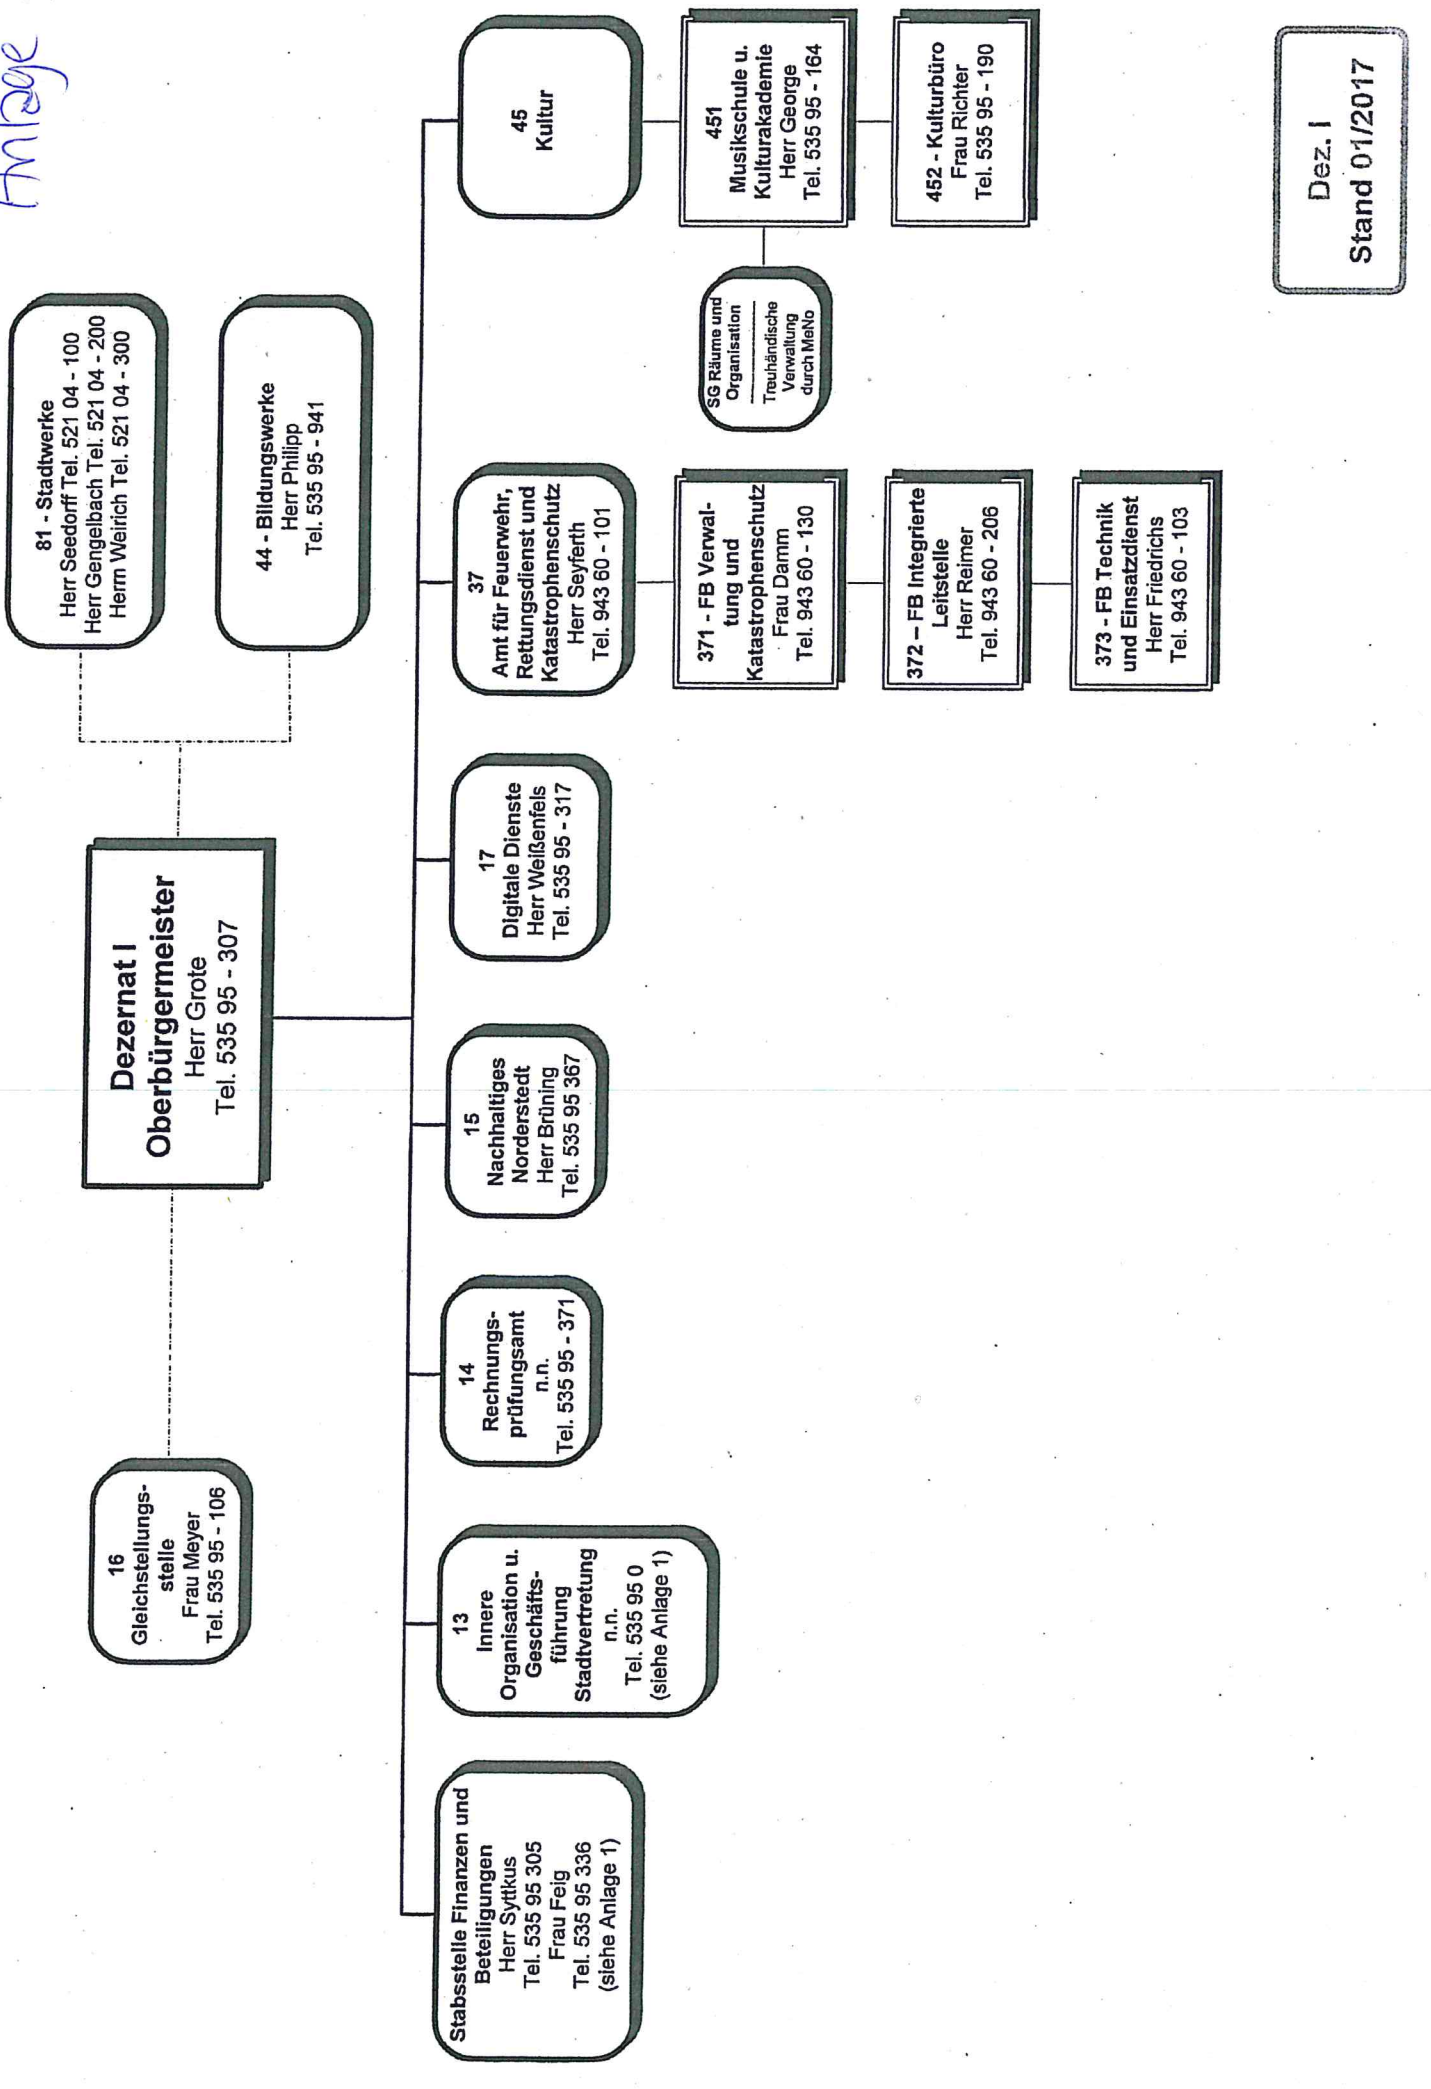 Anlage
81 - Stadtwerke
Herr Seedorff Tel. 521 04 - 100
Herr Gengelbach Tel. 521 04 - 200
Herrn Weirich Tel. 521 04 - 300
44 - Bildungswerke
Herr Philipp
Tel. 535 95 - 941
Dezernat I
Oberbürgermeister
Herr Grote
Tel. 535 95 - 307
16
Gleichstellungs-
stelle
Frau Meyer
Tel. 535 95 - 106
Stabsstelle Finanzen und
Beteiligungen
Herr Syttkus
Tel. 535 95 305
Frau Feig
Tel. 535 95 336
(siehe Anlage 1)
13
Innere
Organisation u.
Geschäfts-
führung
Stadtvertretung
n.n.
Tel. 535 95 0
(siehe Anlage 1)
14
Rechnungs-
prüfungsamt
n.n.
Tel. 535 95 - 371
15
Nachhaltiges
Norderstedt
Herr Brüning
Tel. 535 95 367
17
Digitale Dienste
Herr Weißenfels
Tel. 535 95 - 317
37
Amt für Feuerwehr,
Rettungsdienst und
Katastrophenschutz
Herr Seyferth
Tel. 943 60 - 101
371 - FB Verwal-
tung und
Katastrophenschutz
Frau Damm
Tel. 943 60 - 130
372 – FB Integrierte
Leitstelle
Herr Reimer
Tel. 943 60 - 206
373 - FB Technik
und Einsatzdienst
Herr Friedrichs
Tel. 943 60 - 103
45
Kultur
451
Musikschule u.
Kulturakademie
Herr George
Tel. 535 95 - 164
SG Räume und
Organisation
Treuhändische
Verwaltung
durch MeNo
452 - Kulturbüro
Frau Richter
Tel. 535 95 - 190
Dez. I
Stand 01/2017